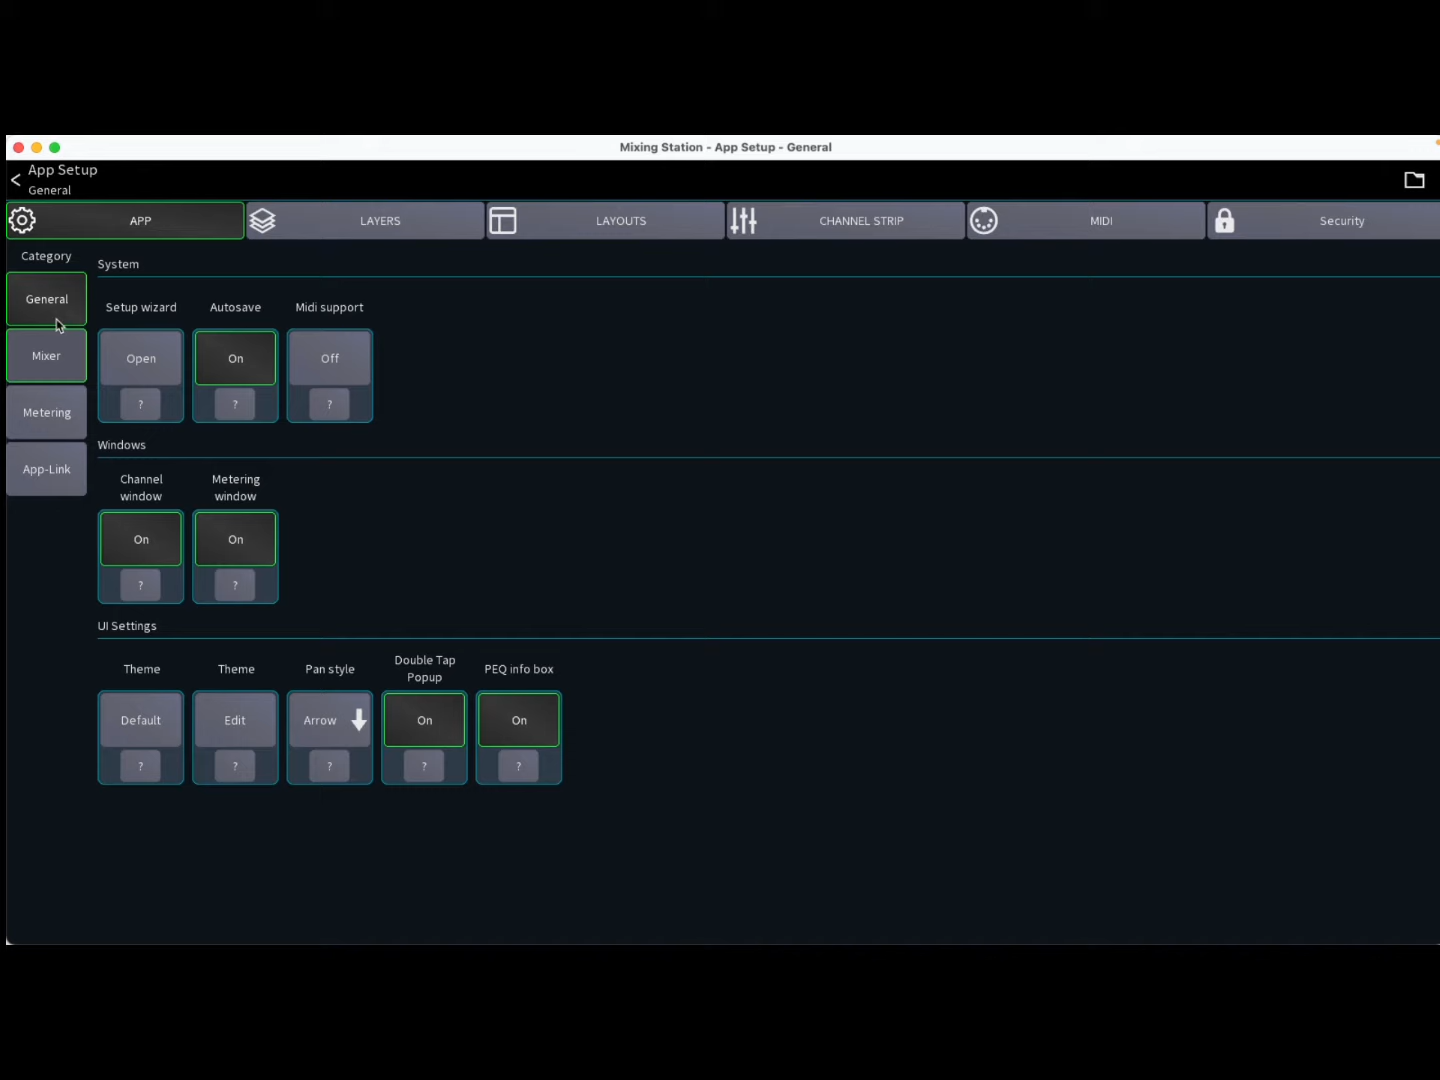 Mixing Station - App Setup - General
< App Setup
General
APP
LAYERS
LAYOUTS
CHANNEL STRIP
MIDI
Security
Category
General
Mixer
Metering
App-Link
System
Setup wizard
Autosave
Midi support
Open
On
Off
?
?
?
Windows
Channel
window
Metering
window
On
On
?
?
UI Settings
Theme
Theme
Pan style
Double Tap
Popup
PEQ info box
Default
Edit
Arrow
On
On
?
?
?
?
?